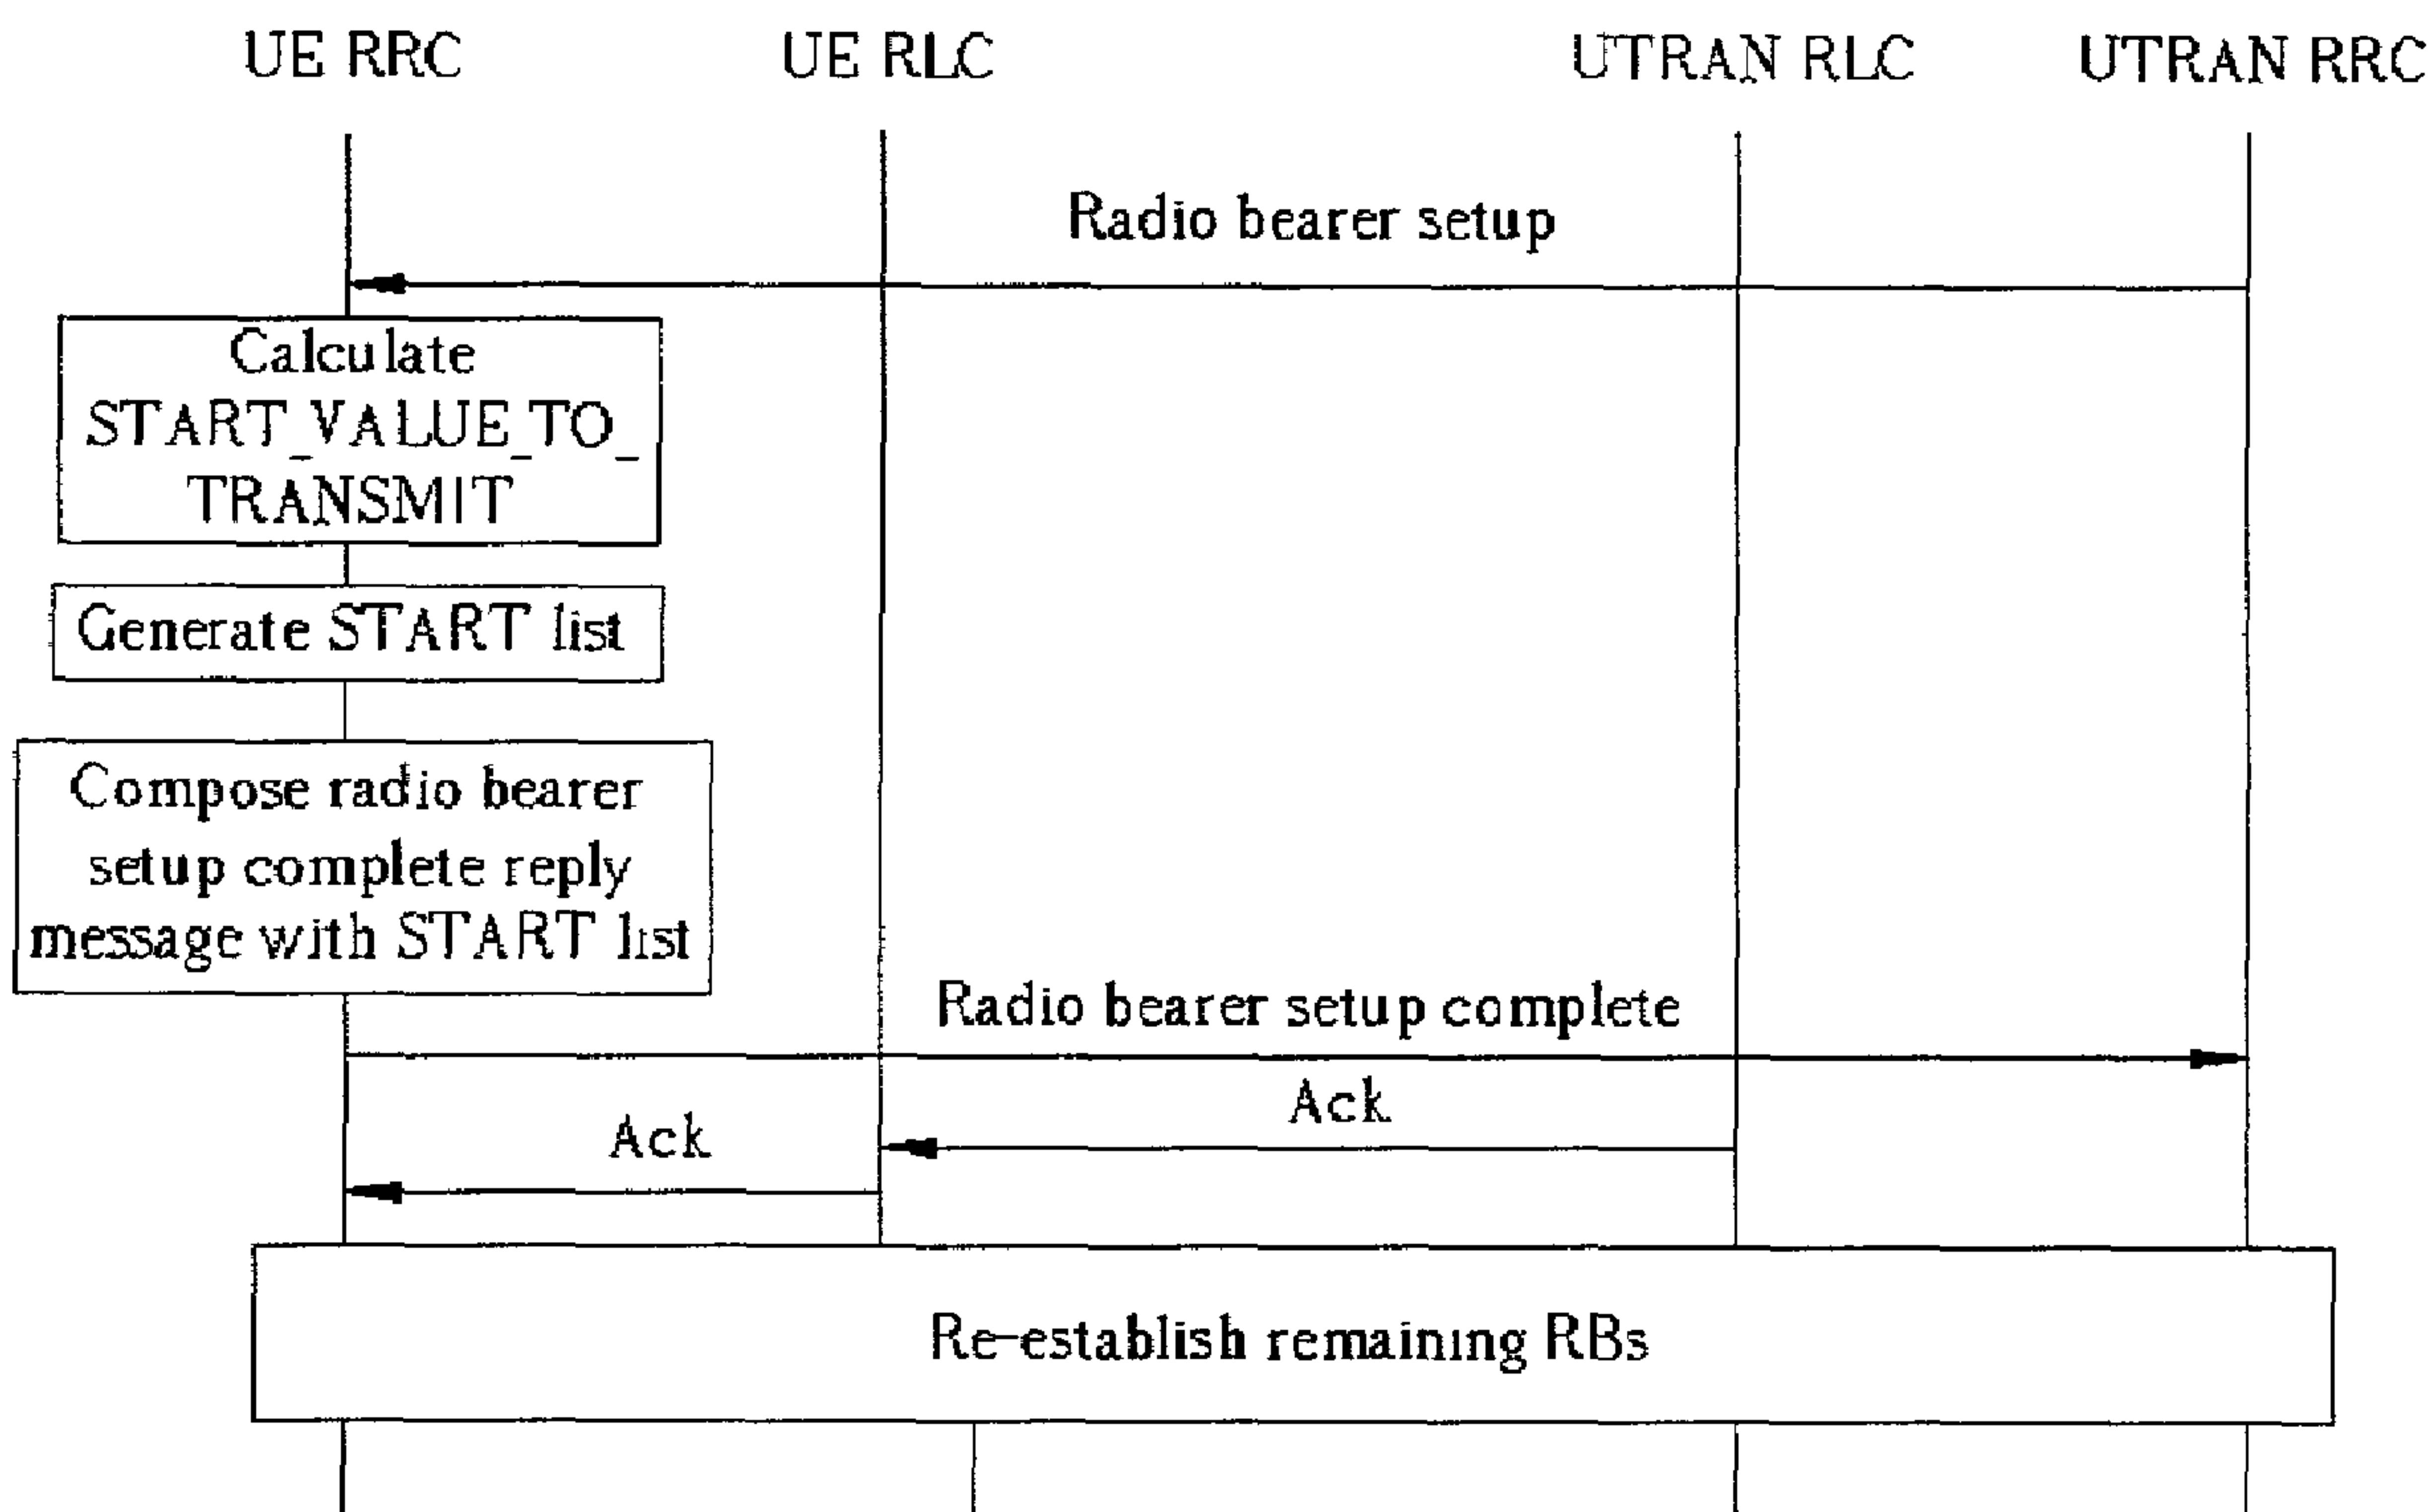 UE RRC
UE RLC
UTRAN RLC
UTRAN RRC
Radio bearer setup
Calculate
START_VALUE_TO_
TRANSMIT
Generate START list
Compose radio bearer
setup complete reply
message with START list
Radio bearer setup complete
Ack
Ack
Re-establish remaining RBs